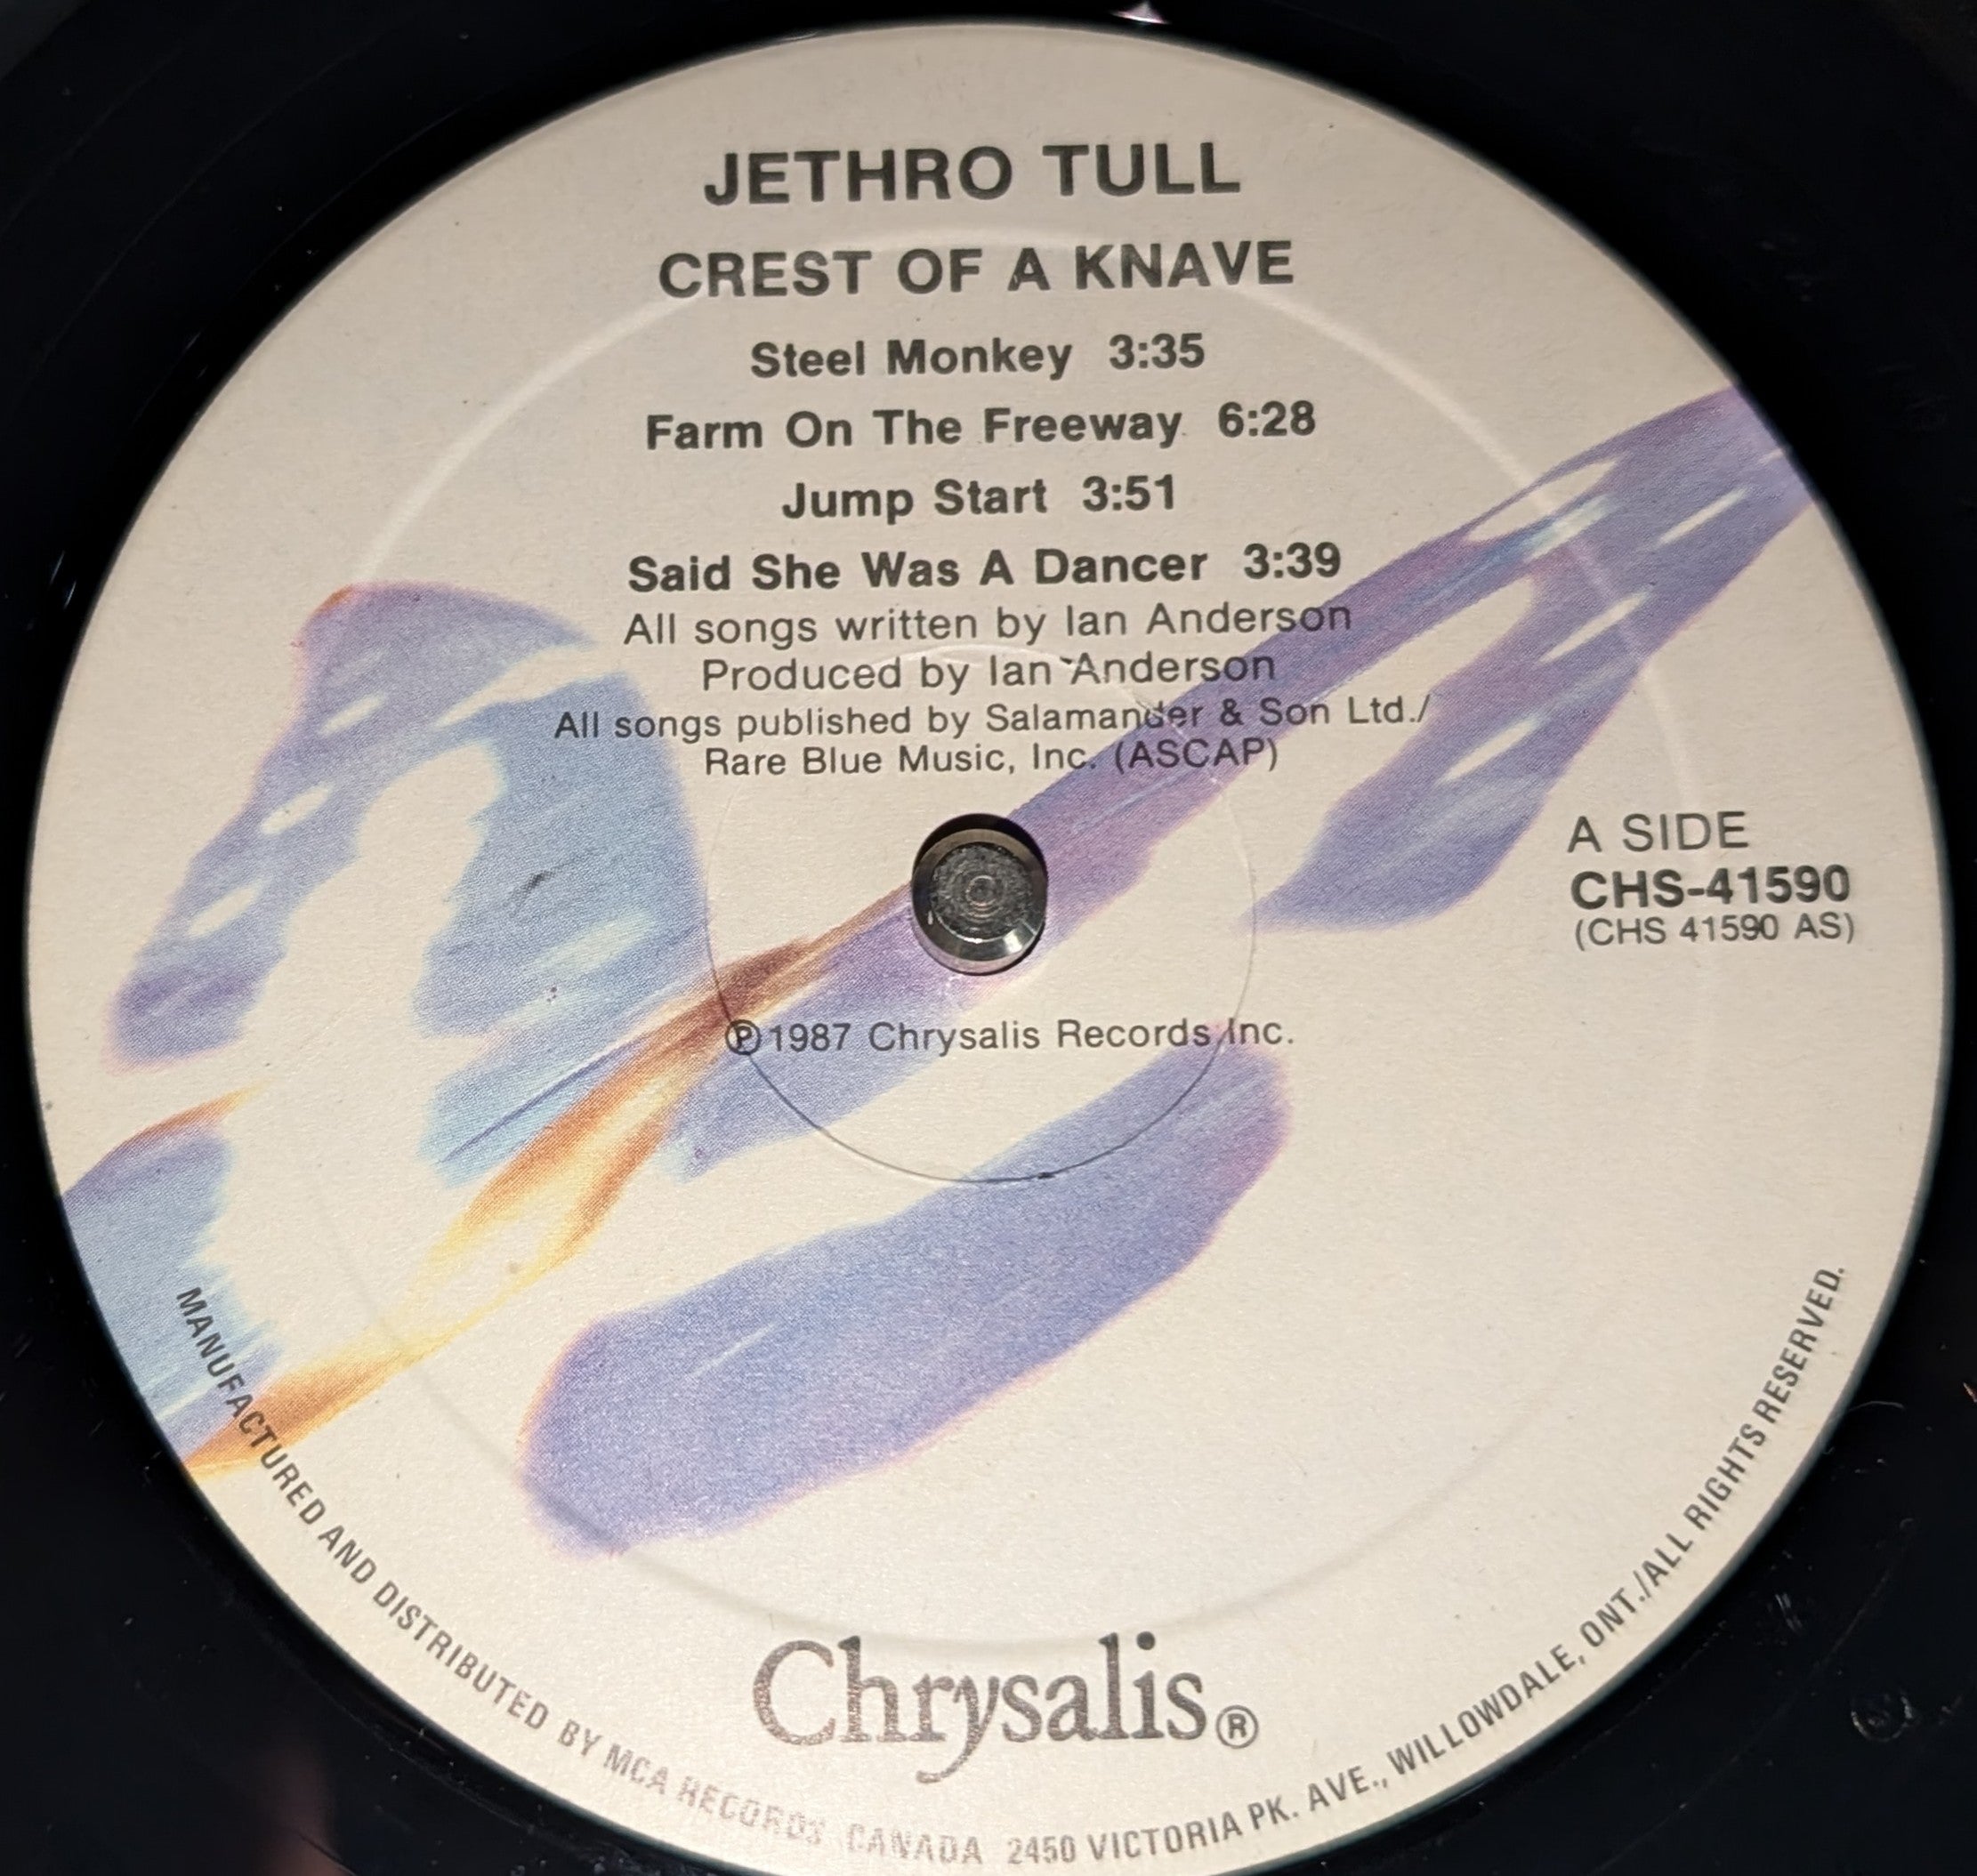 JETHRO TULL
CREST OF A KNAVE
Steel Monkey 3:35
Farm On The Freeway 6:28
Jump Start 3:51
Said She Was A Dancer 3:39
All songs written by Ian Anderson
Produced by Ian Anderson
All songs published by Salamander & Son Ltd./
Rare Blue Music, Inc. (ASCAP)
A SIDE
CHS-41590
(CHS 41590 AS)
℗1987 Chrysalis Records Inc.
Chrysalis®
MANUFACTURED AND DISTRIBUTED BY MCA RECORDS CANADA 2450 VICTORIA PK. AVE., WILLOWDALE, ONT./ALL RIGHTS RESERVED.